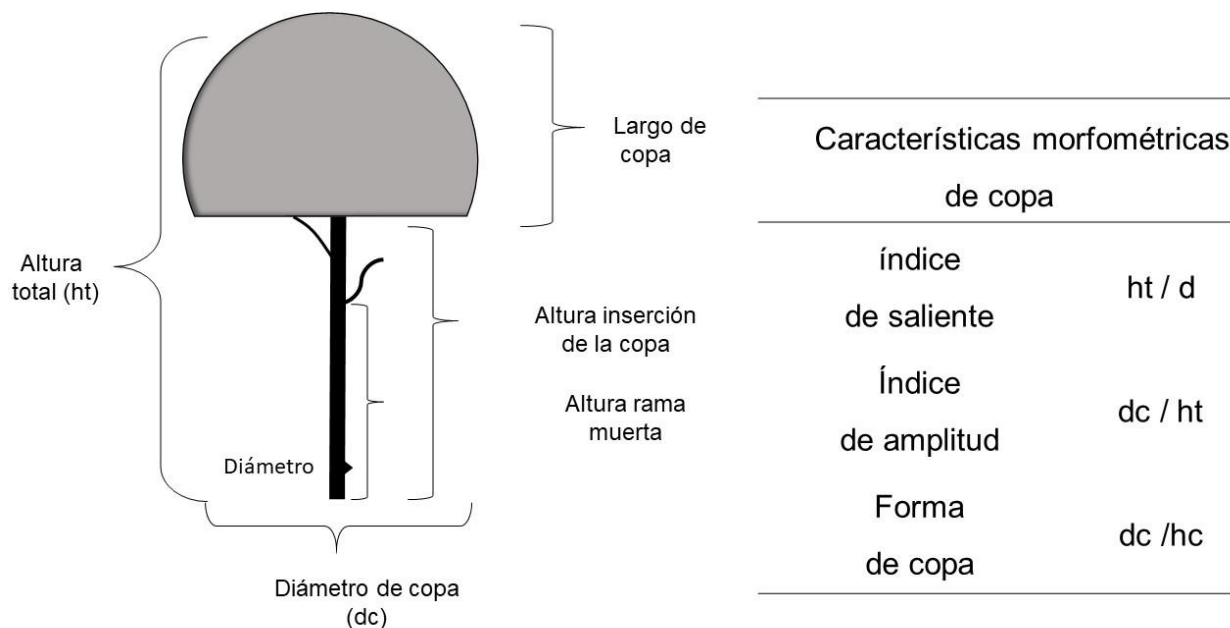 Largo de
copa
Altura
total (ht)
Altura inserción
de la copa
Altura rama
muerta
Diámetro
Diámetro de copa
(dc)
Características morfométricas
de copa
índice
de saliente
ht / d
Índice
de amplitud
dc / ht
Forma
de copa
dc /hc